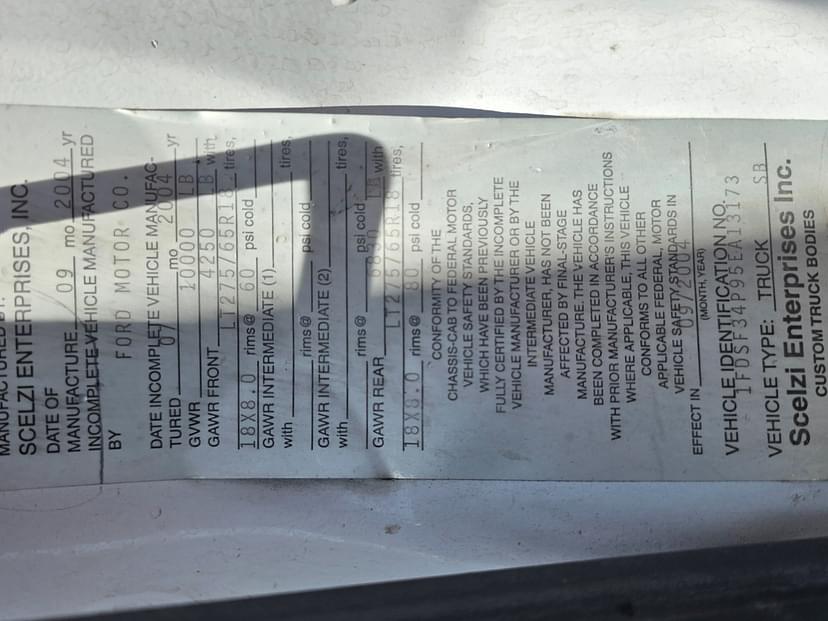 MANUFACTURED BY:
SCELZI ENTERPRISES, INC.
DATE OF
MANUFACTURE 09 mo 2004 yr
INCOMPLETE VEHICLE MANUFACTURED
BY FORD MOTOR CO.
DATE INCOMPLETE VEHICLE MANUFAC-
TURED 07 mo 2004 yr
GVWR 10000 LB
GAWR FRONT 4250 LB with
LT275/65R18 tires,
18X8.0 rims@ 60 psi cold
GAWR INTERMEDIATE (1)
with tires,
rims@ psi cold
GAWR INTERMEDIATE (2)
with tires,
rims@ psi cold
GAWR REAR LB with
LT275/65R18 tires,
18X8.0 rims@ 80 psi cold
CONFORMITY OF THE
CHASSIS-CAB TO FEDERAL MOTOR
VEHICLE SAFETY STANDARDS,
WHICH HAVE BEEN PREVIOUSLY
FULLY CERTIFIED BY THE INCOMPLETE
VEHICLE MANUFACTURER OR BY THE
INTERMEDIATE VEHICLE
MANUFACTURER, HAS NOT BEEN
AFFECTED BY FINAL-STAGE
MANUFACTURE. THE VEHICLE HAS
BEEN COMPLETED IN ACCORDANCE
WITH PRIOR MANUFACTURER'S INSTRUCTIONS
WHERE APPLICABLE, THIS VEHICLE
CONFORMS TO ALL OTHER
APPLICABLE FEDERAL MOTOR
VEHICLE SAFETY STANDARDS IN
EFFECT IN 09/2004
(MONTH, YEAR)
VEHICLE IDENTIFICATION NO.
1FDSF34P95EA13173
VEHICLE TYPE: TRUCK SB
Scelzi Enterprises Inc.
CUSTOM TRUCK BODIES